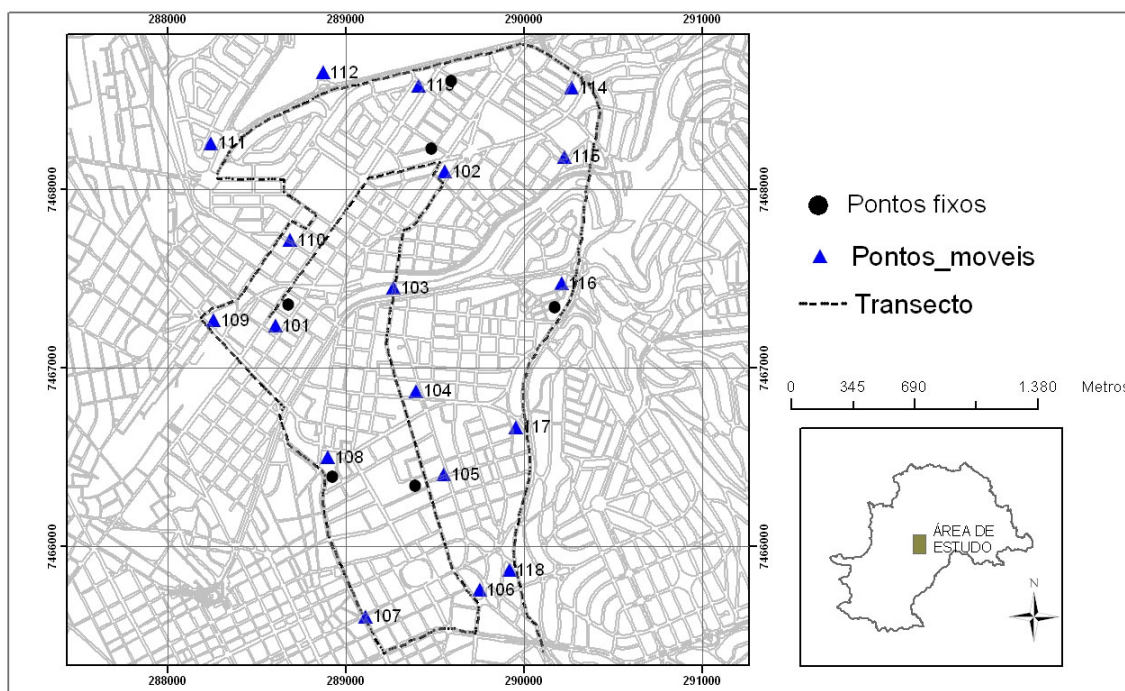 288000 289000 290000 291000
112
113
114
111
115
102
7468000 7468000
110
103
116
109
101
7467000 7467000
104
117
108
105
7466000 7466000
118
106
107
288000 289000 290000 291000
Pontos fixos
Pontos_moveis
Transecto
0 345 690 1.380 Metros
ÁREA DE
ESTUDO
N